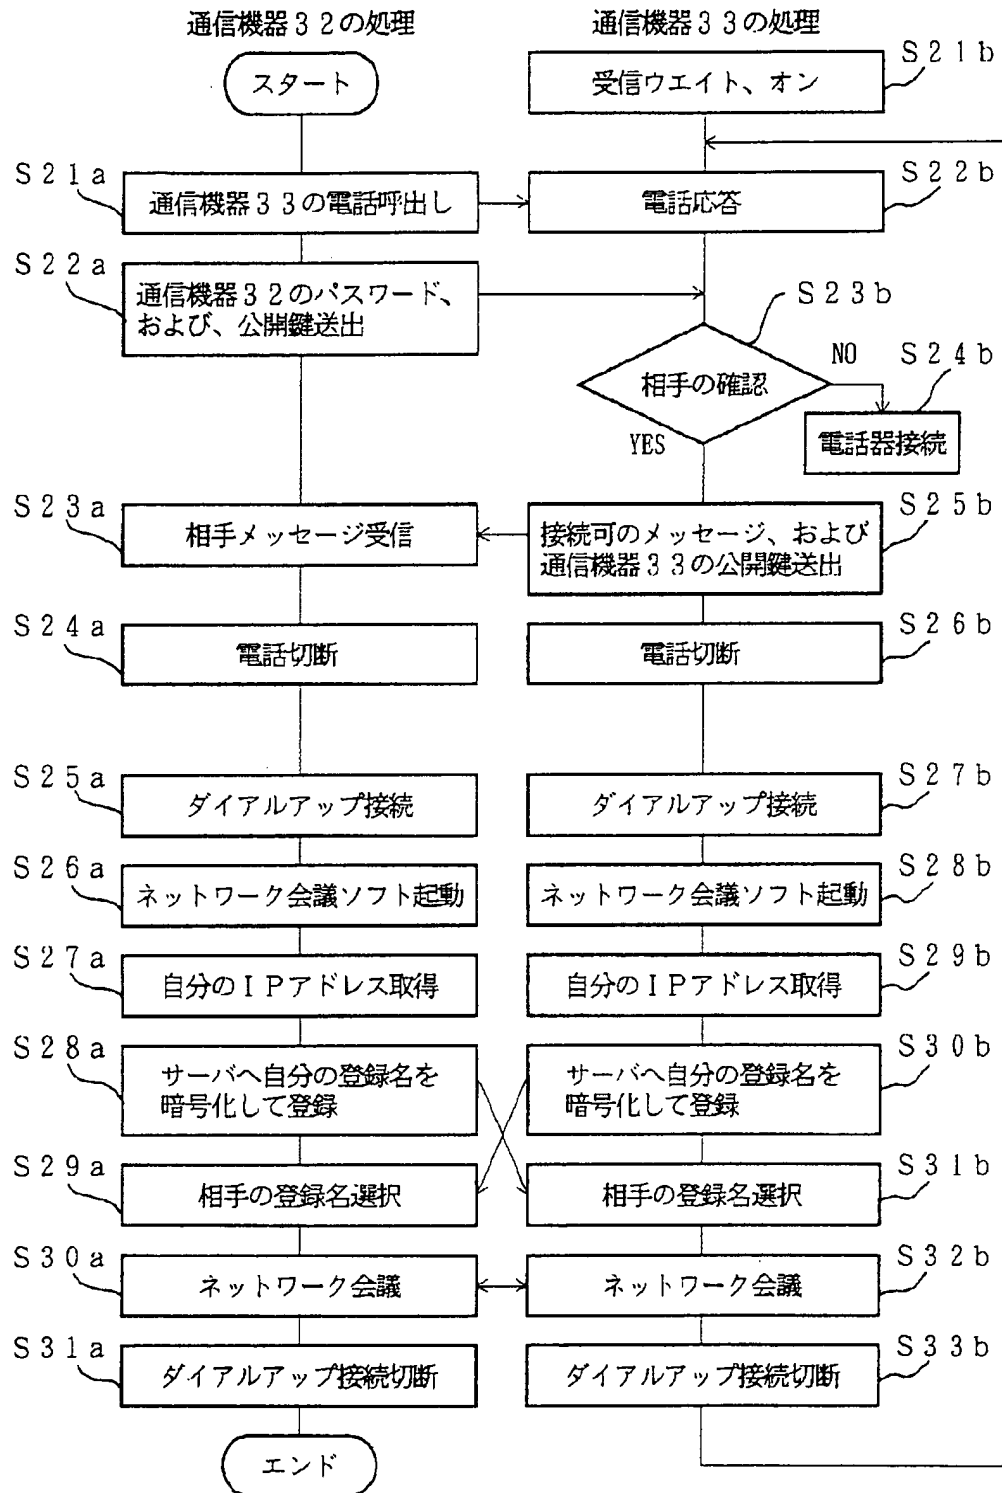 通信機器３２の処理
通信機器３３の処理
スタート
受信ウエイト、オン
Ｓ２１ｂ
Ｓ２１ａ
通信機器３３の電話呼出し
電話応答
Ｓ２２ｂ
Ｓ２２ａ
通信機器３２のパスワード、
および、公開鍵送出
Ｓ２３ｂ
相手の確認
NO
YES
Ｓ２４ｂ
電話器接続
Ｓ２３ａ
相手メッセージ受信
接続可のメッセージ、および
通信機器３３の公開鍵送出
Ｓ２５ｂ
Ｓ２４ａ
電話切断
電話切断
Ｓ２６ｂ
Ｓ２５ａ
ダイアルアップ接続
ダイアルアップ接続
Ｓ２７ｂ
Ｓ２６ａ
ネットワーク会議ソフト起動
ネットワーク会議ソフト起動
Ｓ２８ｂ
Ｓ２７ａ
自分のＩＰアドレス取得
自分のＩＰアドレス取得
Ｓ２９ｂ
Ｓ２８ａ
サーバへ自分の登録名を
暗号化して登録
サーバへ自分の登録名を
暗号化して登録
Ｓ３０ｂ
Ｓ２９ａ
相手の登録名選択
相手の登録名選択
Ｓ３１ｂ
Ｓ３０ａ
ネットワーク会議
ネットワーク会議
Ｓ３２ｂ
Ｓ３１ａ
ダイアルアップ接続切断
ダイアルアップ接続切断
Ｓ３３ｂ
エンド